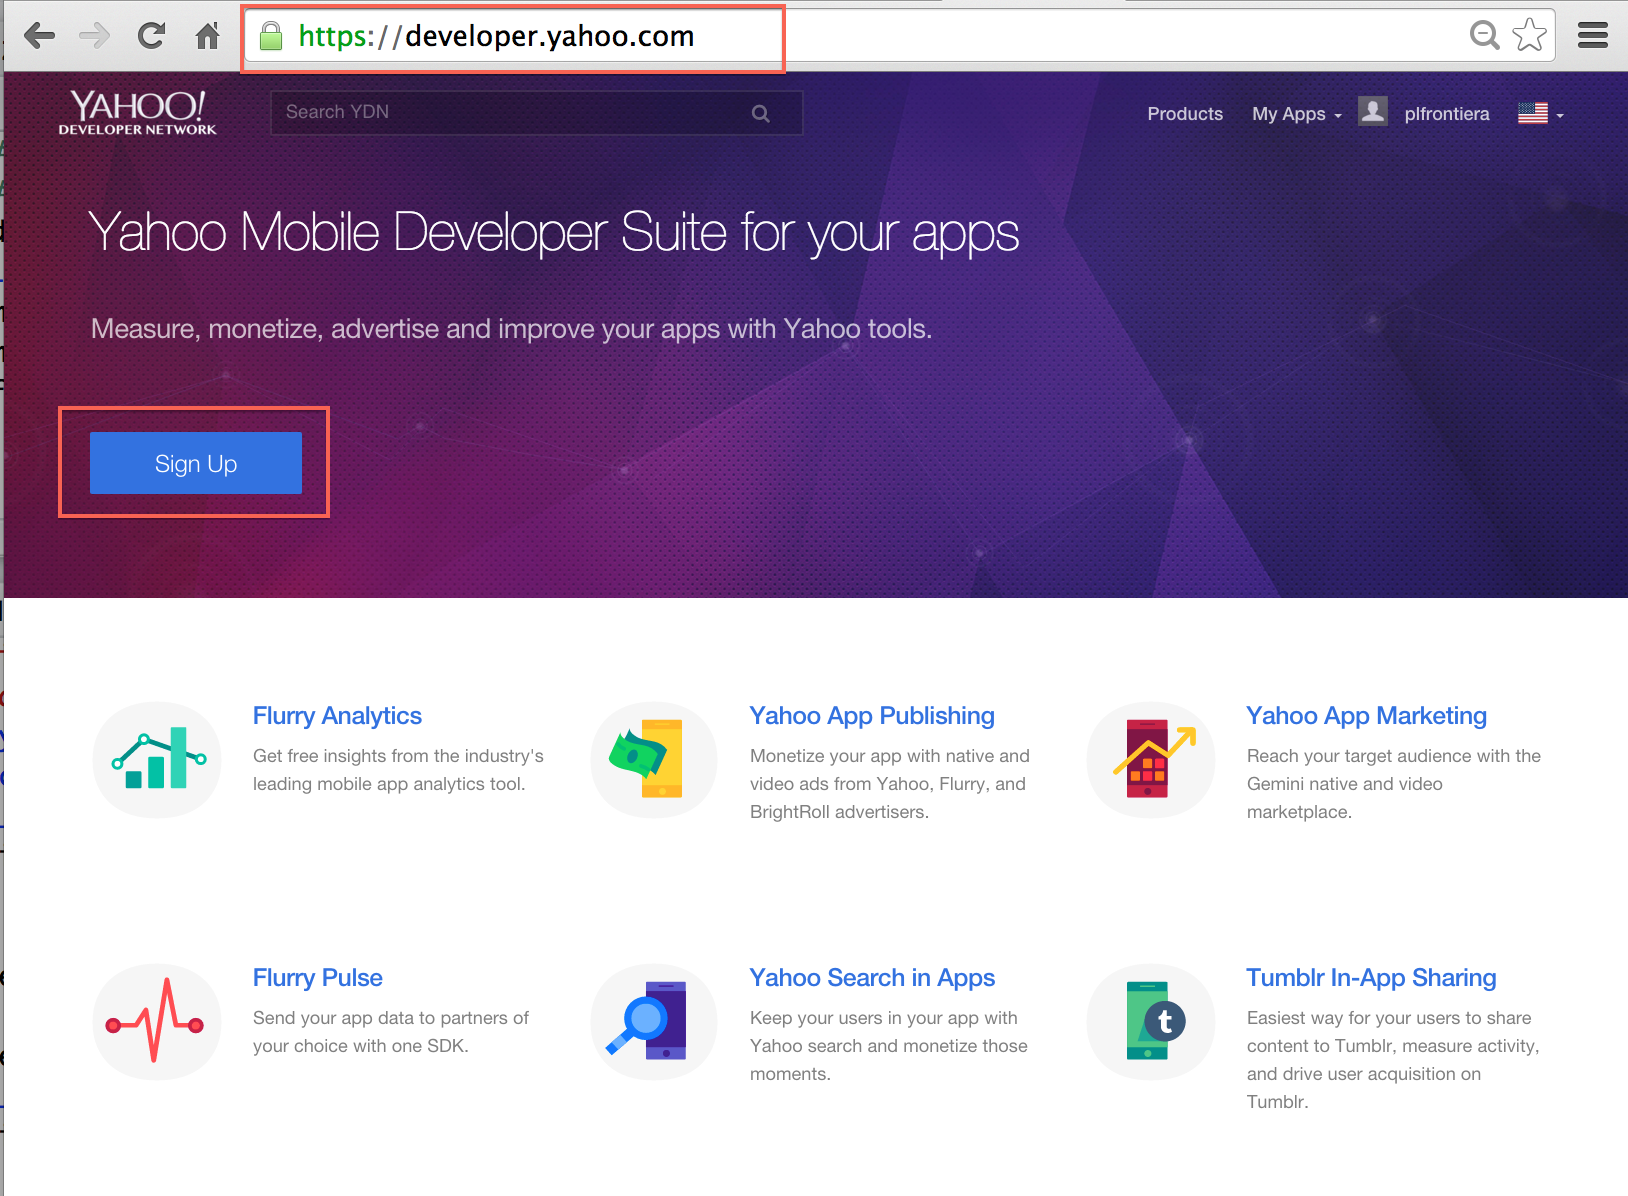 https://developer.yahoo.com
YAHOO!
DEVELOPER NETWORK
Search YDN
Products
My Apps
plfrontiera
Yahoo Mobile Developer Suite for your apps
Measure, monetize, advertise and improve your apps with Yahoo tools.
Sign Up
Flurry Analytics
Get free insights from the industry's
leading mobile app analytics tool.
Yahoo App Publishing
Monetize your app with native and
video ads from Yahoo, Flurry, and
BrightRoll advertisers.
Yahoo App Marketing
Reach your target audience with the
Gemini native and video
marketplace.
Flurry Pulse
Send your app data to partners of
your choice with one SDK.
Yahoo Search in Apps
Keep your users in your app with
Yahoo search and monetize those
moments.
t
Tumblr In-App Sharing
Easiest way for your users to share
content to Tumblr, measure activity,
and drive user acquisition on
Tumblr.